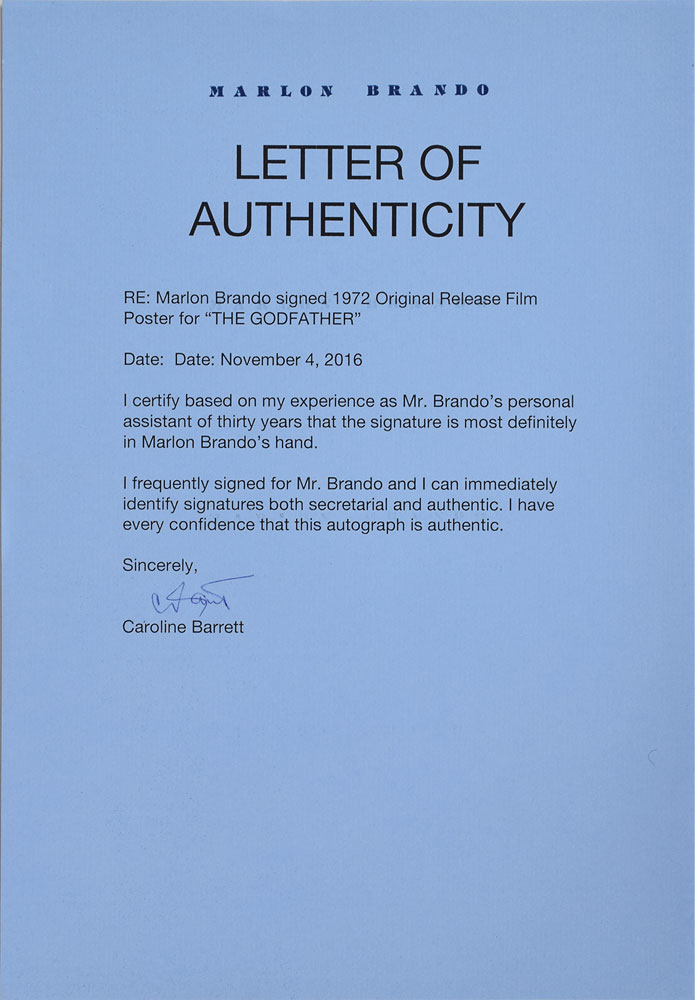 MARLON BRANDO
LETTER OF
AUTHENTICITY
RE: Marlon Brando signed 1972 Original Release Film
Poster for “THE GODFATHER”
Date:  Date: November 4, 2016
I certify based on my experience as Mr. Brando’s personal
assistant of thirty years that the signature is most definitely
in Marlon Brando’s hand.
I frequently signed for Mr. Brando and I can immediately
identify signatures both secretarial and authentic. I have
every confidence that this autograph is authentic.
Sincerely,
Caroline Barrett